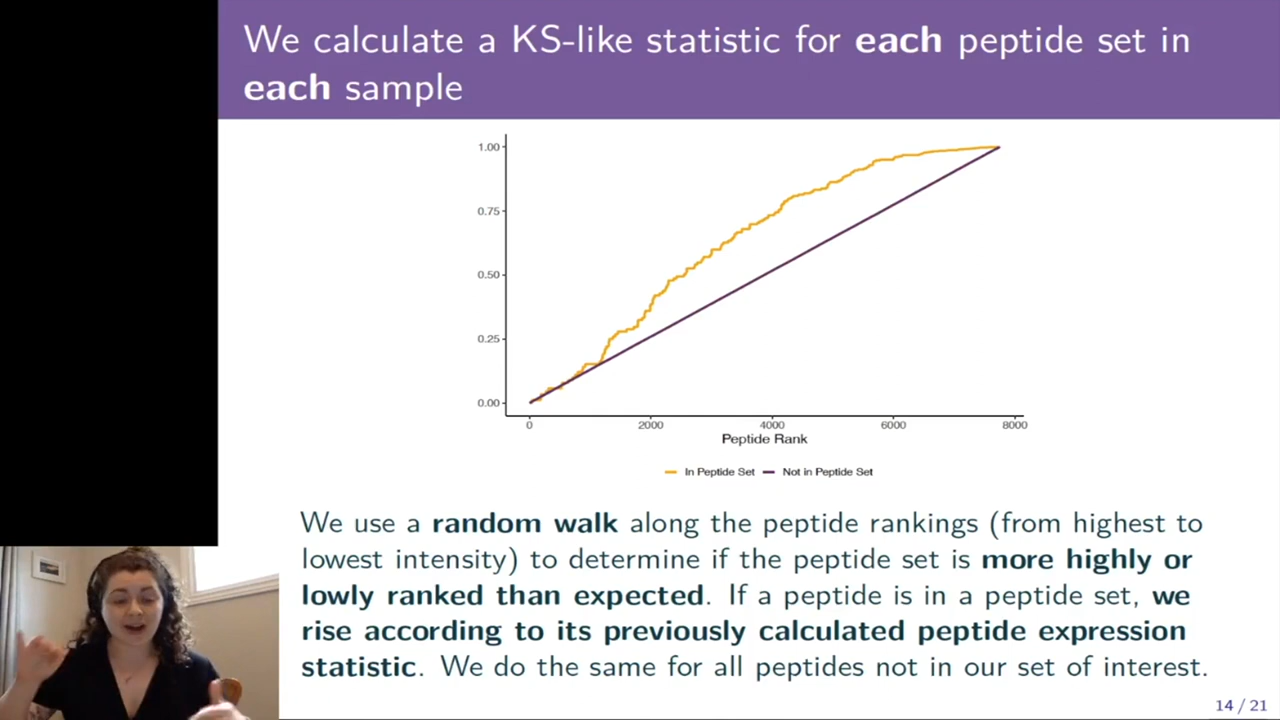 We calculate a KS-like statistic for each peptide set in
each sample
1.00
0.75
0.50
0.25
0.00
0 2000 4000 6000 8000
Peptide Rank
In Peptide Set Not in Peptide Set
We use a random walk along the peptide rankings (from highest to
lowest intensity) to determine if the peptide set is more highly or
lowly ranked than expected. If a peptide is in a peptide set, we
rise according to its previously calculated peptide expression
statistic. We do the same for all peptides not in our set of interest.
14 / 21